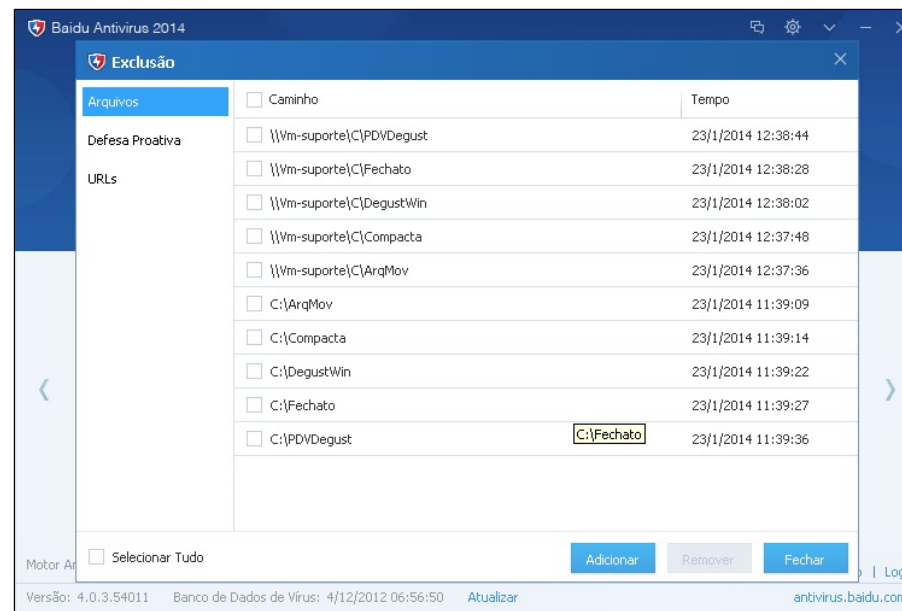 Baidu Antivirus 2014
Exclusão
Arquivos
Defesa Proativa
URLs
Caminho Tempo
\\Vm-suporte\C\PDVDegust 23/1/2014 12:38:44
\\Vm-suporte\C\Fechato 23/1/2014 12:38:28
\\Vm-suporte\C\DegustWin 23/1/2014 12:38:02
\\Vm-suporte\C\Compacta 23/1/2014 12:37:48
\\Vm-suporte\C\ArqMov 23/1/2014 12:37:36
C:\ArqMov 23/1/2014 11:39:09
C:\Compacta 23/1/2014 11:39:14
C:\DegustWin 23/1/2014 11:39:22
C:\Fechato 23/1/2014 11:39:27
C:\PDVDegust 23/1/2014 11:39:36
C:\Fechato
Selecionar Tudo Adicionar Remover Fechar
Motor | Log
Versão: 4.0.3.54011 Banco de Dados de Vírus: 4/12/2012 06:56:50 Atualizar antivirus.baidu.com